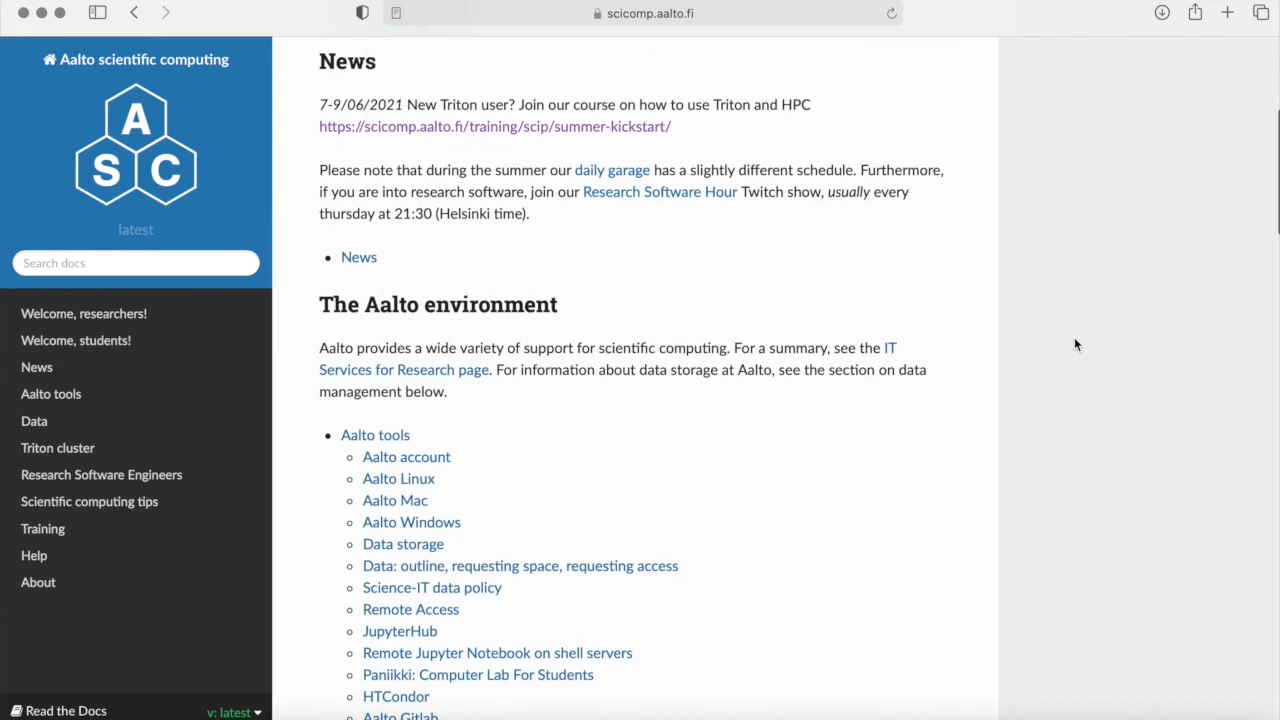 scicomp.aalto.fi
Aalto scientific computing
A
S C
latest
Search docs
Welcome, researchers!
Welcome, students!
News
Aalto tools
Data
Triton cluster
Research Software Engineers
Scientific computing tips
Training
Help
About
Read the Docs
v: latest
News
7-9/06/2021 New Triton user? Join our course on how to use Triton and HPC
https://scicomp.aalto.fi/training/scip/summer-kickstart/
Please note that during the summer our daily garage has a slightly different schedule. Furthermore,
if you are into research software, join our Research Software Hour Twitch show, usually every
thursday at 21:30 (Helsinki time).
News
The Aalto environment
Aalto provides a wide variety of support for scientific computing. For a summary, see the IT
Services for Research page. For information about data storage at Aalto, see the section on data
management below.
Aalto tools
Aalto account
Aalto Linux
Aalto Mac
Aalto Windows
Data storage
Data: outline, requesting space, requesting access
Science-IT data policy
Remote Access
JupyterHub
Remote Jupyter Notebook on shell servers
Paniikki: Computer Lab For Students
HTCondor
Aalto Gitlab